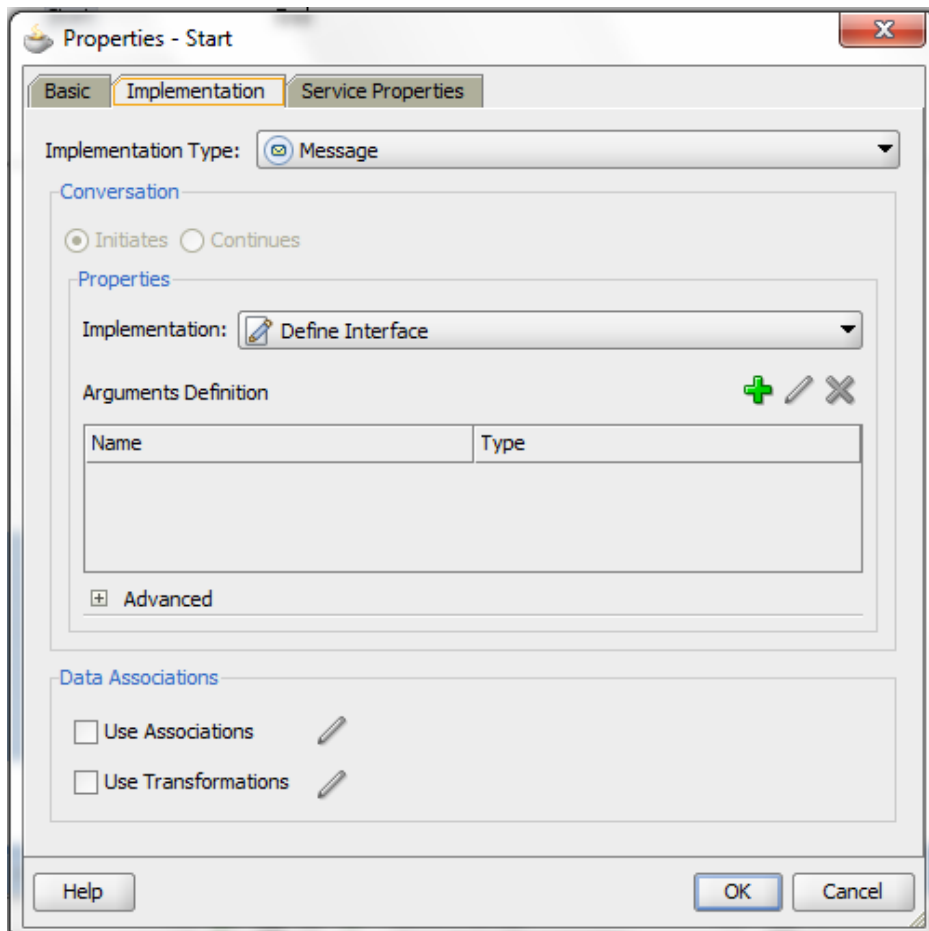 Properties - Start
Basic Implementation Service Properties
Implementation Type: Message
Conversation
Initiates Continues
Properties
Implementation: Define Interface
Arguments Definition
Name Type
Advanced
Data Associations
Use Associations
Use Transformations
Help OK Cancel